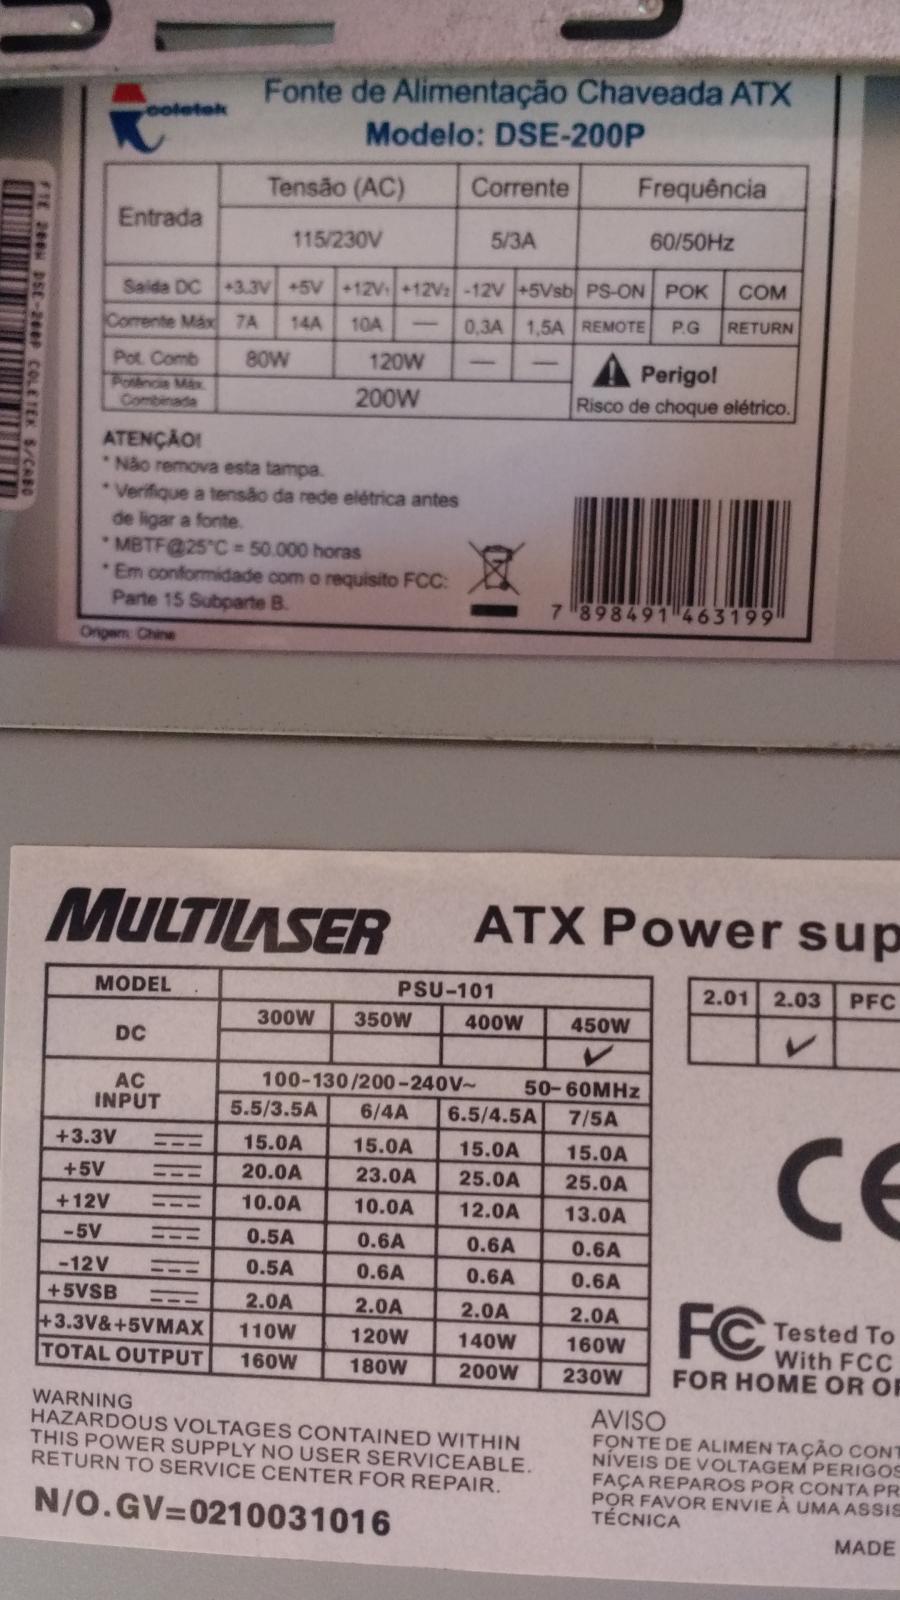 coletek
Fonte de Alimentação Chaveada ATX
Modelo: DSE-200P
Entrada Tensão (AC) Corrente Frequência
115/230V 5/3A 60/50Hz
Saída DC +3.3V +5V +12V1 +12V2 -12V +5Vsb PS-ON POK COM
Corrente Máx 7A 14A 10A — 0,3A 1,5A REMOTE P.G RETURN
Pot. Comb 80W 120W — — Perigo!
Potência Máx. Combinada 200W Risco de choque elétrico.
ATENÇÃO!
* Não remova esta tampa.
* Verifique a tensão da rede elétrica antes
de ligar a fonte.
* MBTF@25°C = 50.000 horas
* Em conformidade com o requisito FCC:
Parte 15 Subparte B.
7 898491 463199
Origem: China
FTE 200W DSE-200P COLETEK S/CABO
MULTILASER ATX Power sup
MODEL PSU-101
DC 300W 350W 400W 450W
2.01 2.03 PFC
AC INPUT 100-130/200-240V~ 50-60MHz
5.5/3.5A 6/4A 6.5/4.5A 7/5A
+3.3V 15.0A 15.0A 15.0A 15.0A
+5V 20.0A 23.0A 25.0A 25.0A
+12V 10.0A 10.0A 12.0A 13.0A
-5V 0.5A 0.6A 0.6A 0.6A
-12V 0.5A 0.6A 0.6A 0.6A
+5VSB 2.0A 2.0A 2.0A 2.0A
+3.3V&+5VMAX 110W 120W 140W 160W
TOTAL OUTPUT 160W 180W 200W 230W
CE
FC Tested To
With FCC
FOR HOME OR OF
WARNING
HAZARDOUS VOLTAGES CONTAINED WITHIN
THIS POWER SUPPLY NO USER SERVICEABLE.
RETURN TO SERVICE CENTER FOR REPAIR.
N/O.GV=0210031016
AVISO
FONTE DE ALIMENTAÇÃO CONT
NÍVEIS DE VOLTAGEM PERIGOS
FAÇA REPAROS POR CONTA PR
POR FAVOR ENVIE À UMA ASSIS
TÉCNICA
MADE